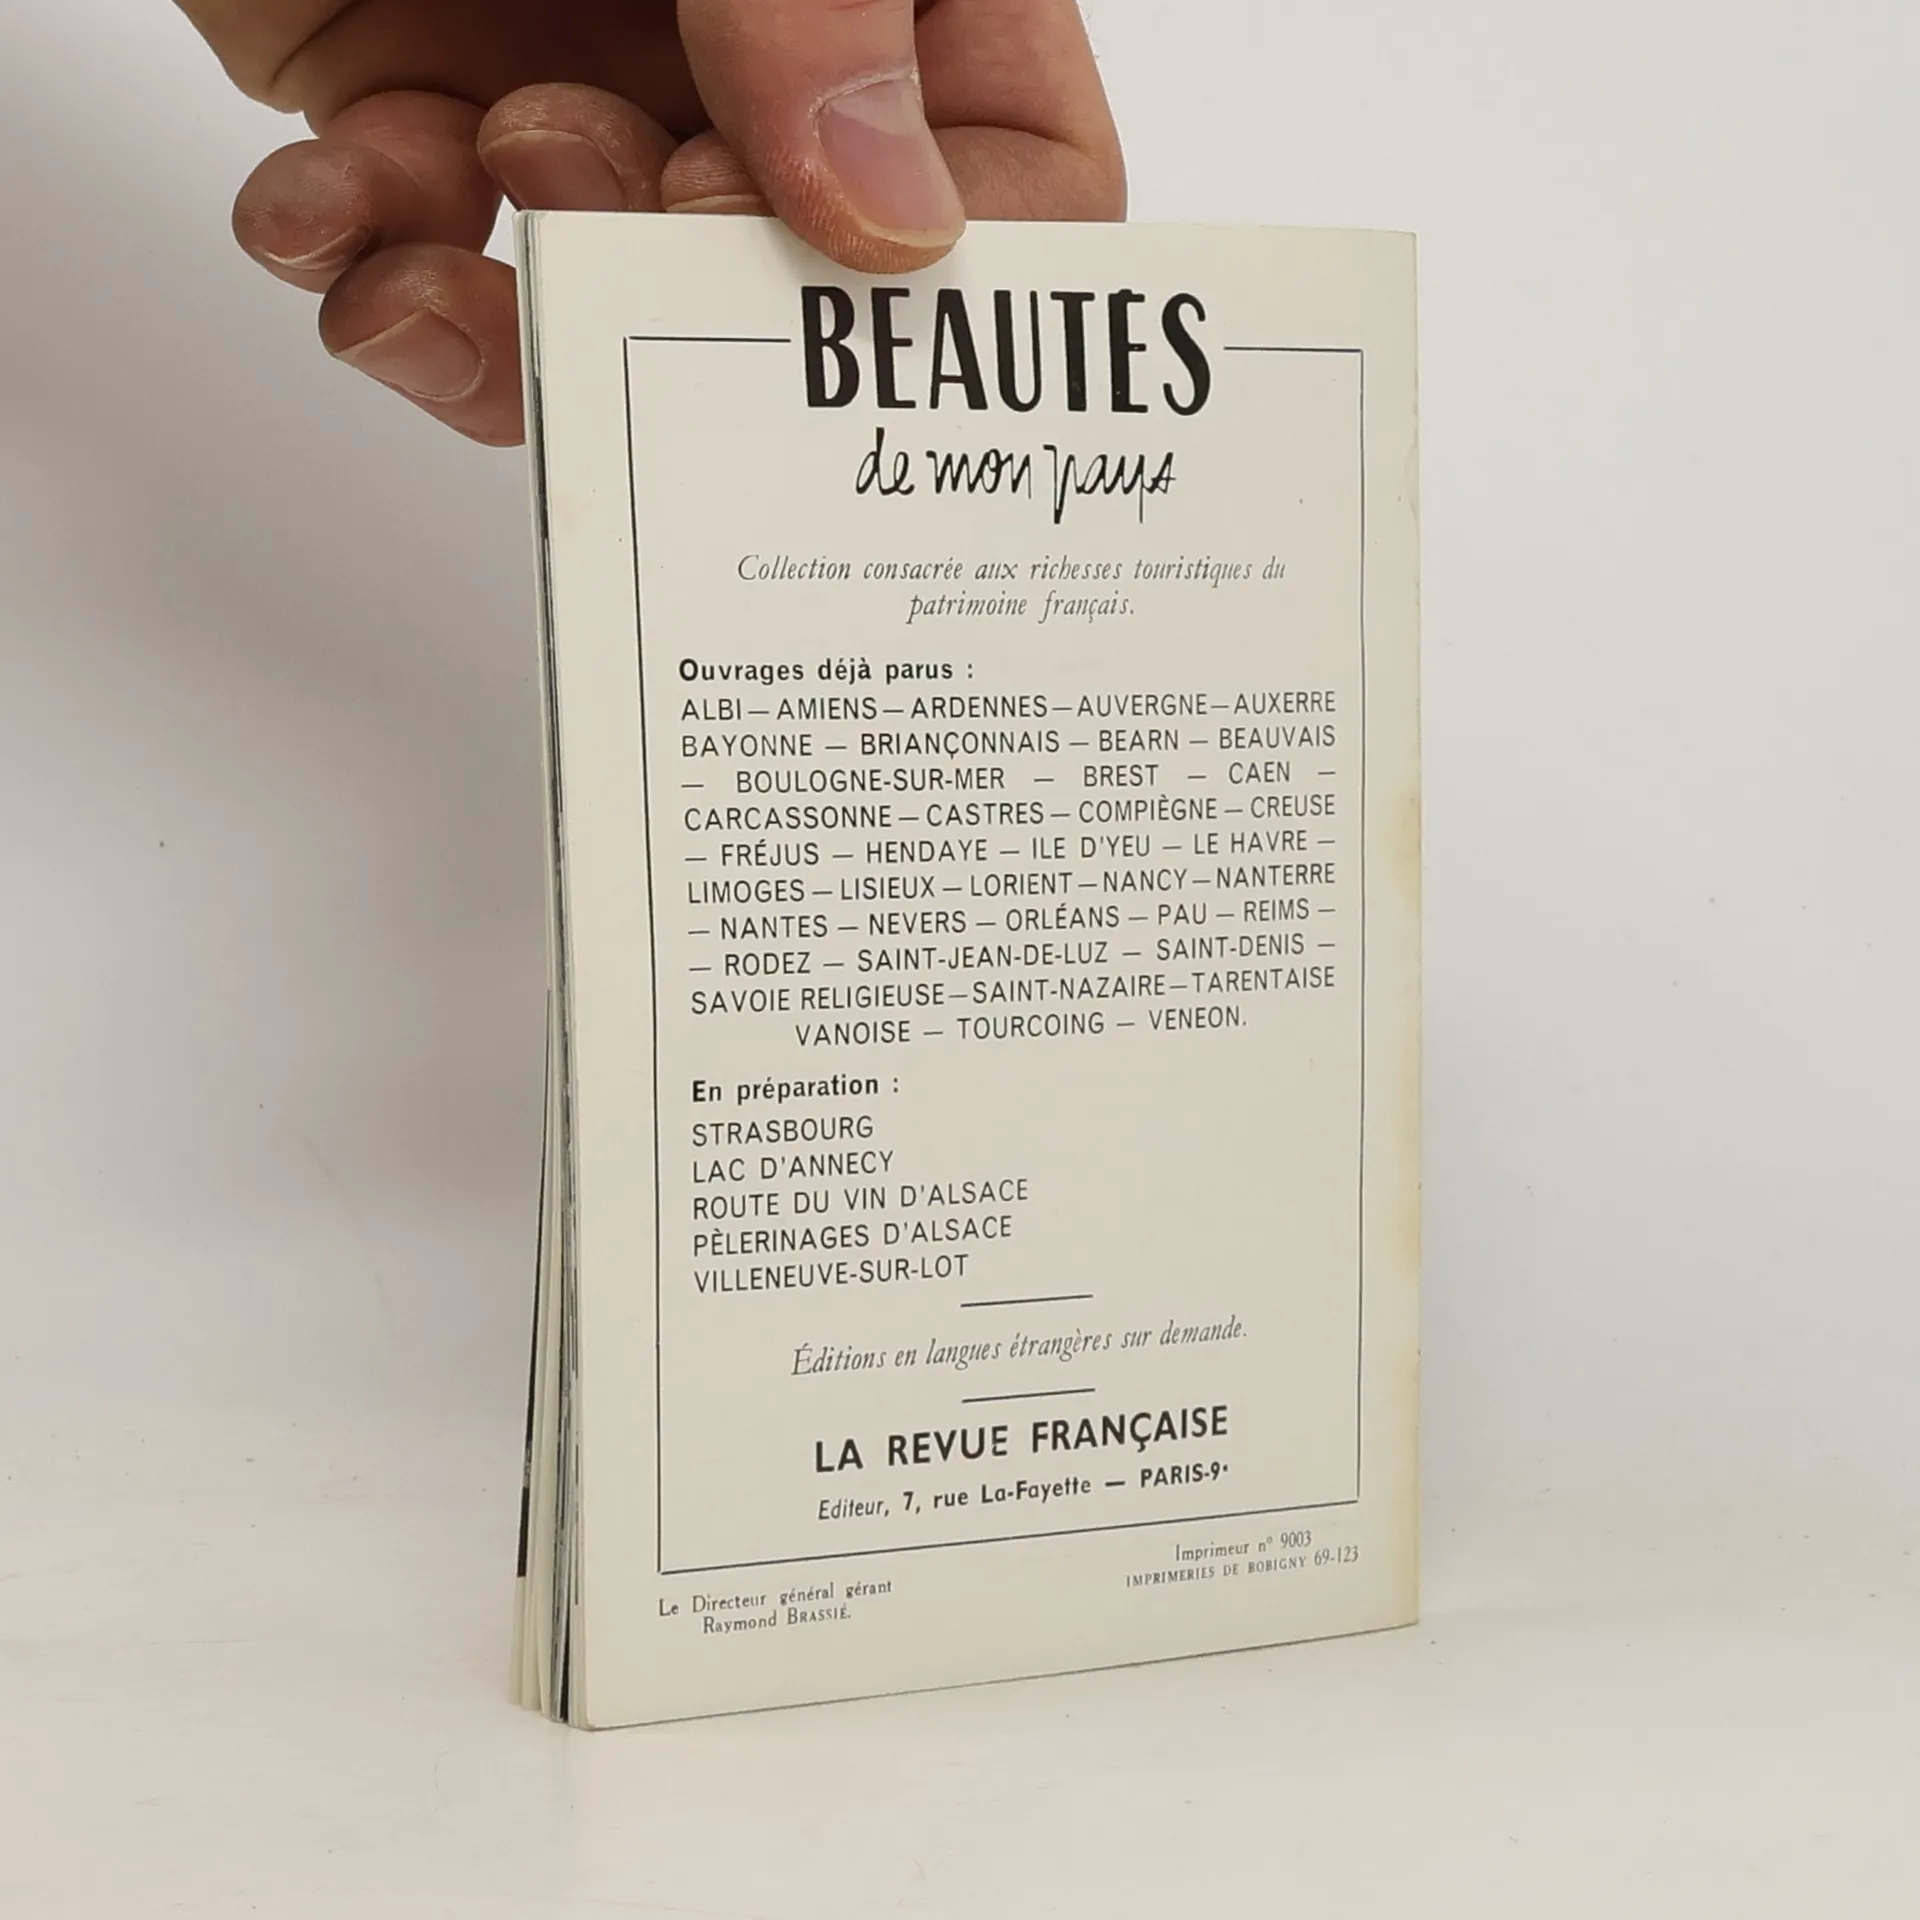 BEAUTÉS
de mon pays
Collection consacrée aux richesses touristiques du
patrimoine français.
Ouvrages déjà parus :
ALBI — AMIENS — ARDENNES — AUVERGNE — AUXERRE
BAYONNE — BRIANÇONNAIS — BEARN — BEAUVAIS
— BOULOGNE-SUR-MER — BREST — CAEN —
CARCASSONNE — CASTRES — COMPIÈGNE — CREUSE
— FRÉJUS — HENDAYE — ILE D'YEU — LE HAVRE —
LIMOGES — LISIEUX — LORIENT — NANCY — NANTERRE
— NANTES — NEVERS — ORLÉANS — PAU — REIMS —
— RODEZ — SAINT-JEAN-DE-LUZ — SAINT-DENIS —
SAVOIE RELIGIEUSE — SAINT-NAZAIRE — TARENTAISE
VANOISE — TOURCOING — VENEON.
En préparation :
STRASBOURG
LAC D'ANNECY
ROUTE DU VIN D'ALSACE
PÈLERINAGES D'ALSACE
VILLENEUVE-SUR-LOT
Éditions en langues étrangères sur demande.
LA REVUE FRANÇAISE
Editeur, 7, rue La-Fayette — PARIS-9e
Le Directeur général gérant
Raymond BRASSIÉ.
Imprimeur n° 9003
IMPRIMERIES DE BOBIGNY 69-123